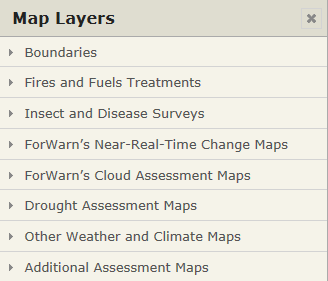 Map Layers
Boundaries
Fires and Fuels Treatments
Insect and Disease Surveys
ForWarn’s Near-Real-Time Change Maps
ForWarn’s Cloud Assessment Maps
Drought Assessment Maps
Other Weather and Climate Maps
Additional Assessment Maps